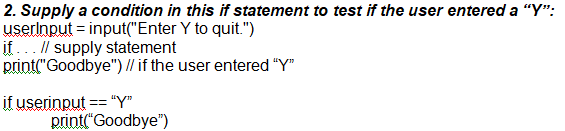 2. Supply a condition in this if statement to test if the user entered a “Y”:
userInput = input("Enter Y to quit.")
if . . . // supply statement
print("Goodbye") // if the user entered “Y”
if userinput == “Y”
print(“Goodbye”)